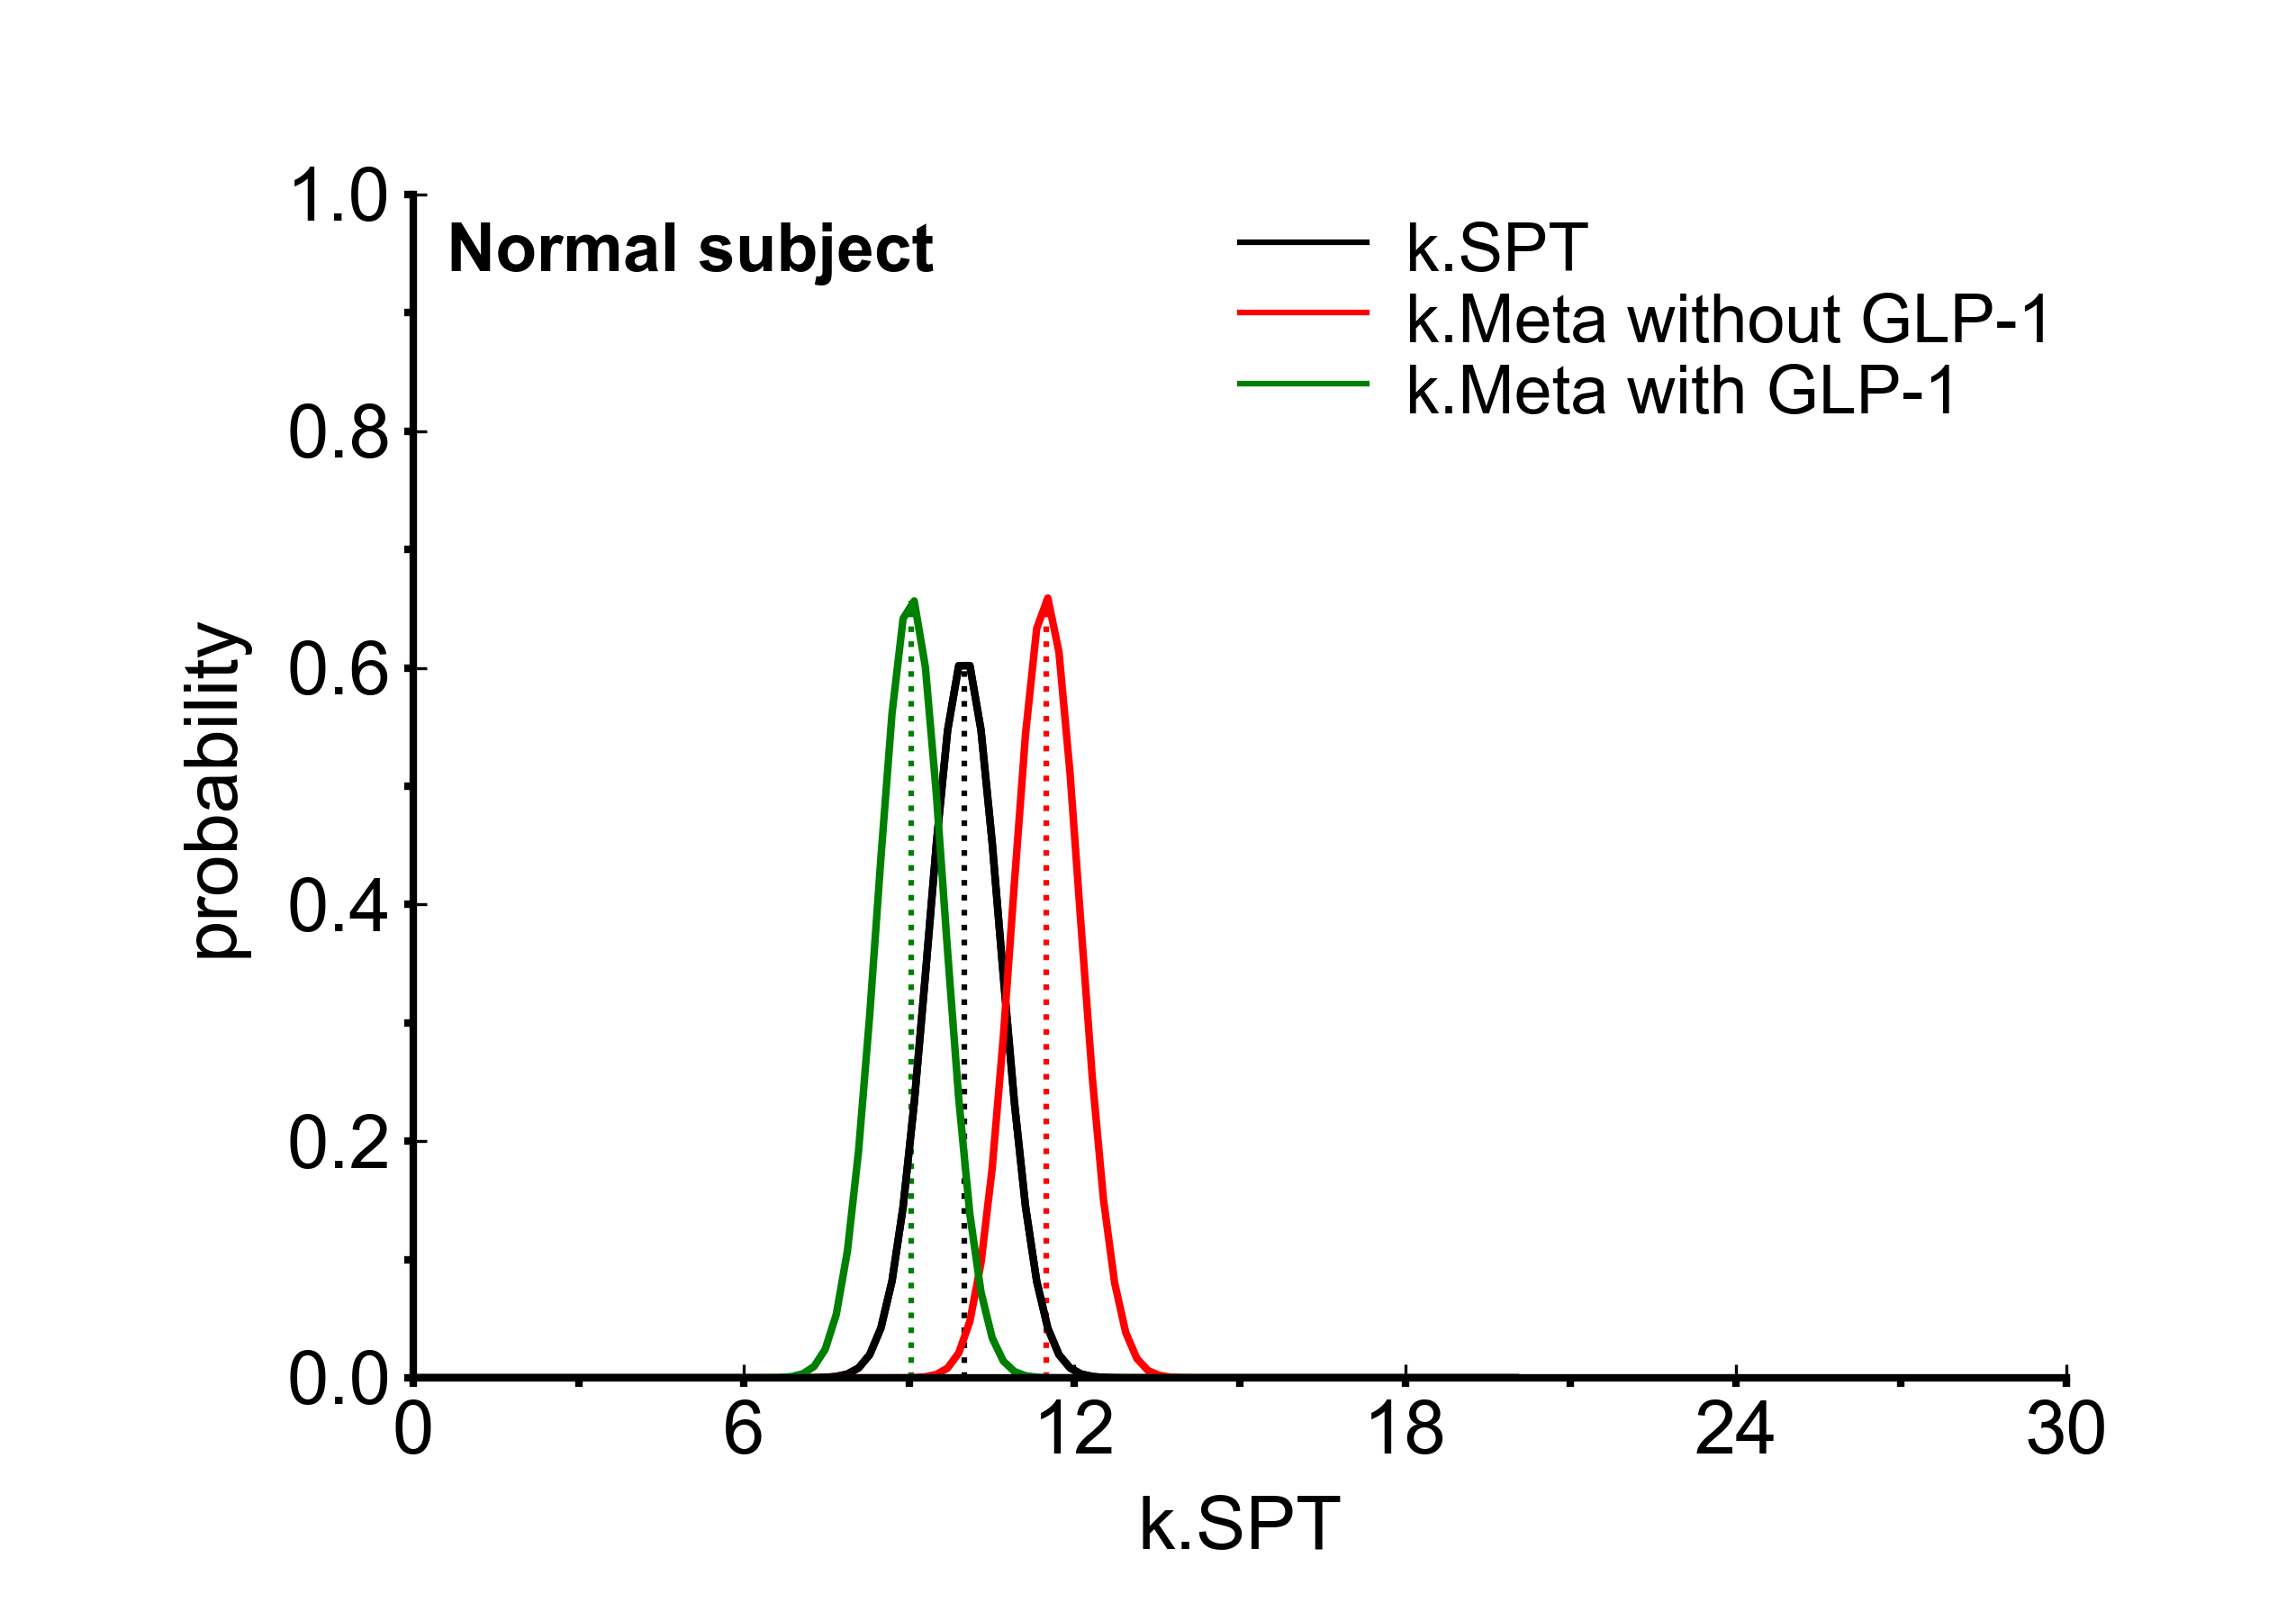 Normal subject
k.SPT
k.Meta without GLP-1
k.Meta with GLP-1
1.0
0.8
0.6
0.4
0.2
0.0
probability
0 6 12 18 24 30
k.SPT